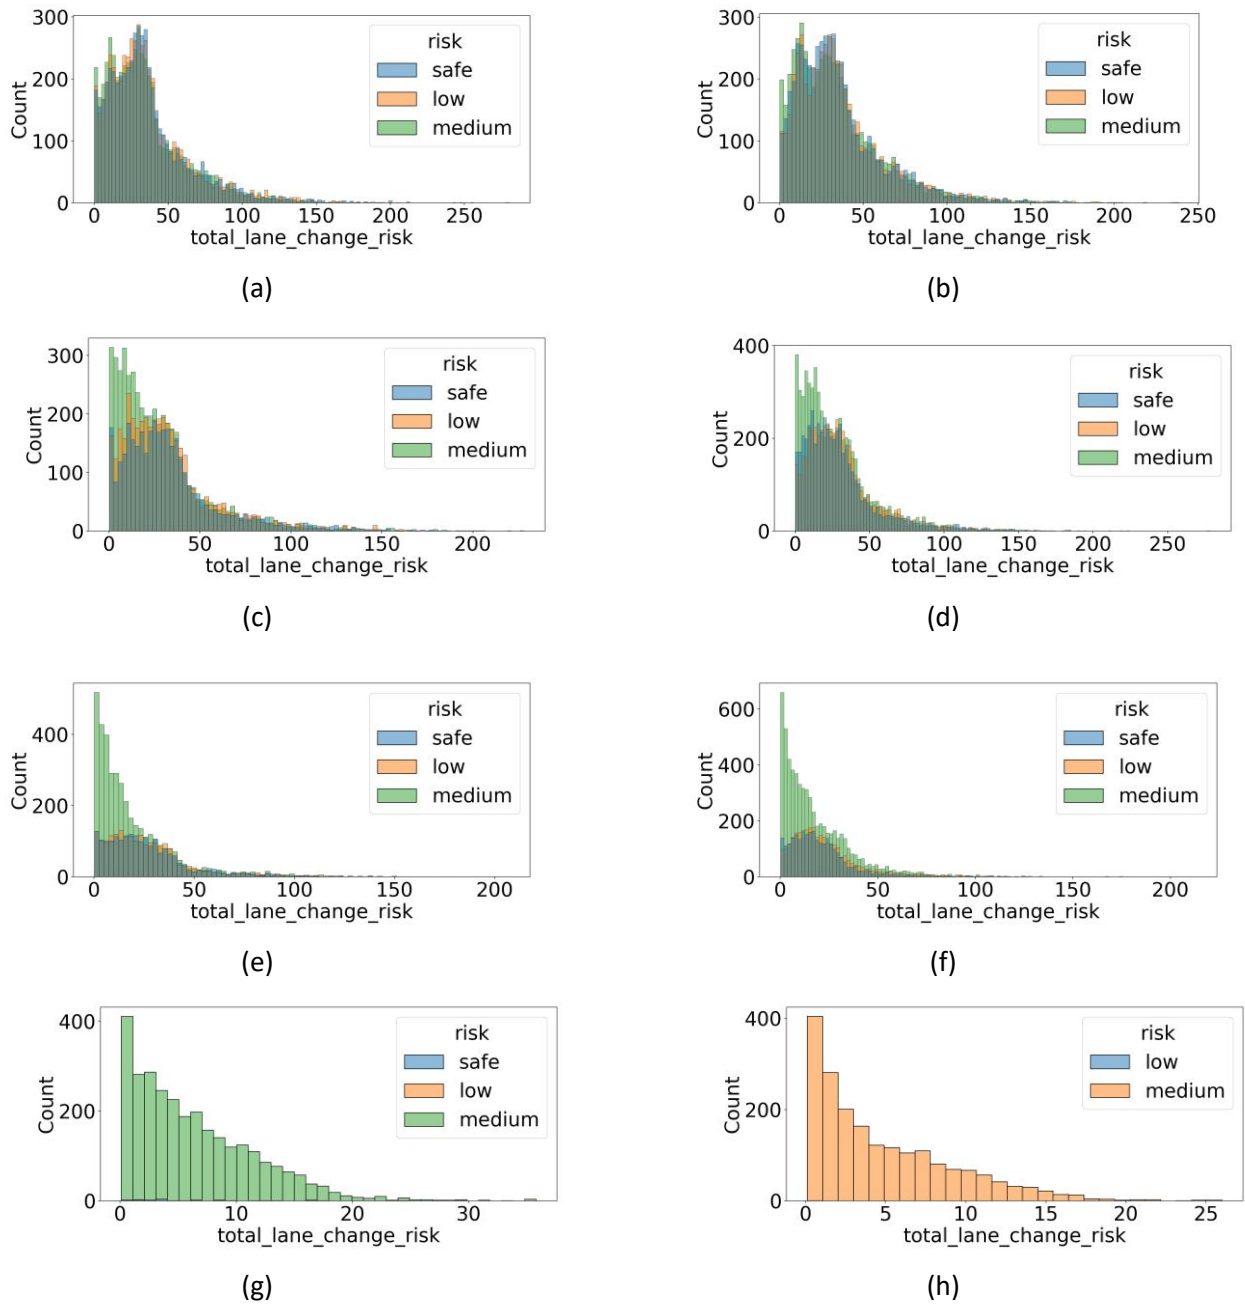 300
200
100
0
Count
risk
safe
low
medium
0 50 100 150 200 250
total_lane_change_risk
(a)
300
200
100
0
Count
risk
safe
low
medium
0 50 100 150 200 250
total_lane_change_risk
(b)
300
200
100
0
Count
risk
safe
low
medium
0 50 100 150 200
total_lane_change_risk
(c)
400
200
0
Count
risk
safe
low
medium
0 50 100 150 200 250
total_lane_change_risk
(d)
400
200
0
Count
risk
safe
low
medium
0 50 100 150 200
total_lane_change_risk
(e)
600
400
200
0
Count
risk
safe
low
medium
0 50 100 150 200
total_lane_change_risk
(f)
400
200
0
Count
risk
safe
low
medium
0 10 20 30
total_lane_change_risk
(g)
400
200
0
Count
risk
low
medium
0 5 10 15 20 25
total_lane_change_risk
(h)